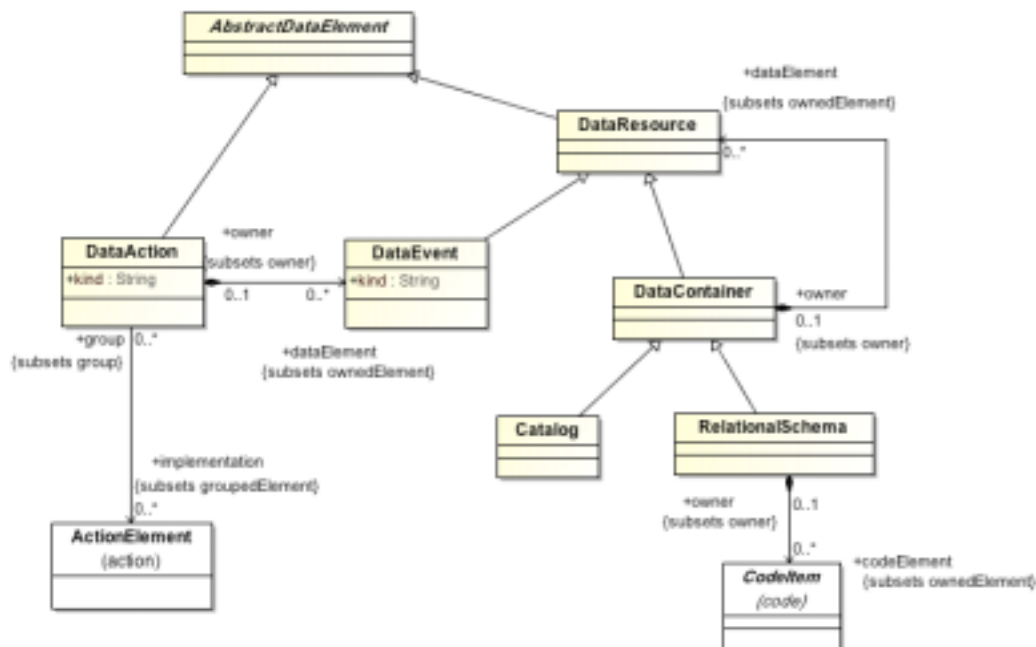 AbstractDataElement
+dataElement
{subsets ownedElement}
DataResource
0..*
+owner
DataAction
{subsets owner}
DataEvent
+kind : String
+kind : String
0..1
0..*
DataContainer
+owner
0..1
{subsets owner}
+group
0..*
{subsets group}
+dataElement
{subsets ownedElement}
Catalog
RelationalSchema
+implementation
{subsets groupedElement}
0..*
+owner
0..1
{subsets owner}
ActionElement
(action)
0..*
+codeElement
{subsets ownedElement}
CodeItem
(code)